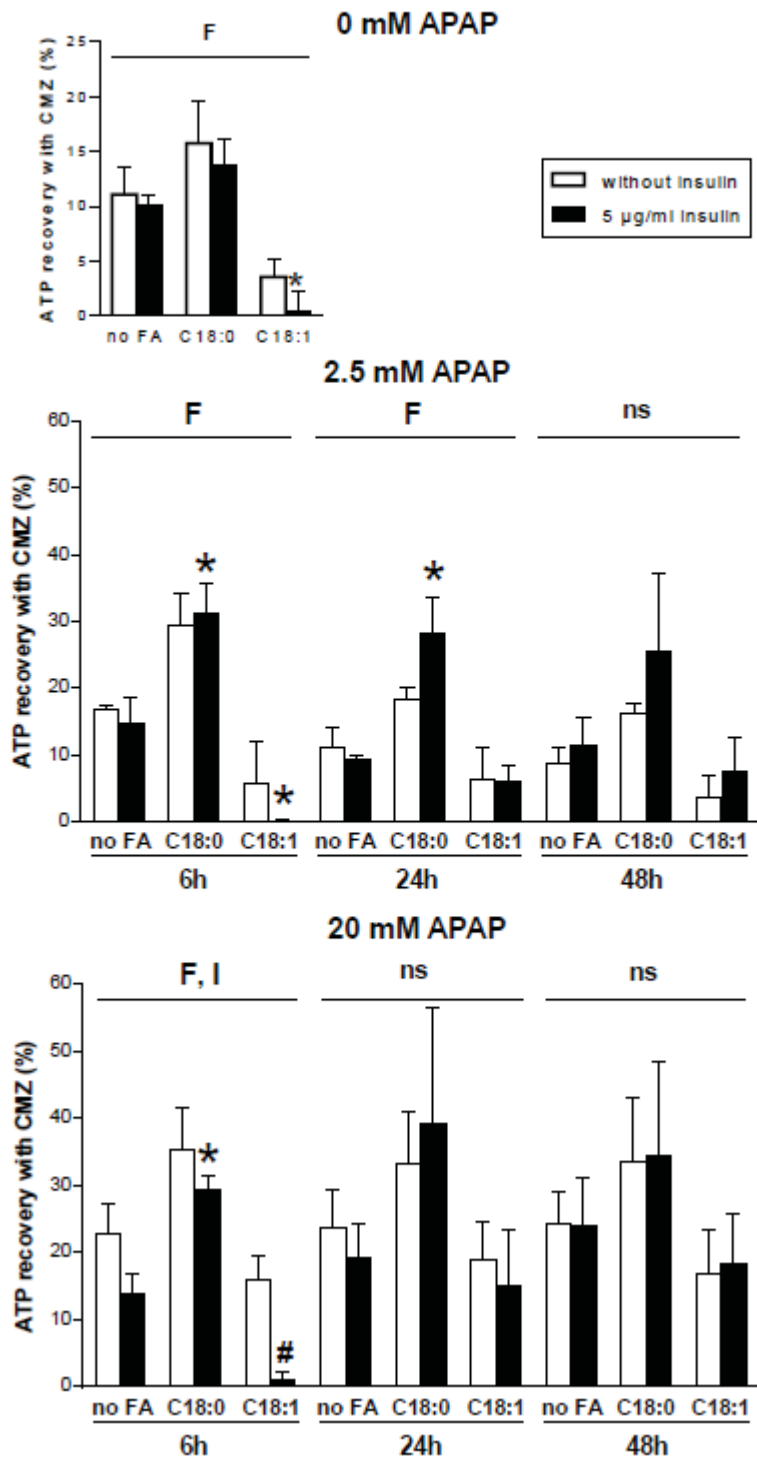 0 mM APAP
F
ATP recovery with CMZ (%)
25
20
15
10
5
0
*
no FA C18:0 C18:1
without insulin
5 µg/ml insulin
2.5 mM APAP
F F ns
ATP recovery with CMZ (%)
60
50
40
30
20
10
0
* * *
no FA C18:0 C18:1 no FA C18:0 C18:1 no FA C18:0 C18:1
6h 24h 48h
20 mM APAP
F, I ns ns
ATP recovery with CMZ (%)
60
50
40
30
20
10
0
*
#
no FA C18:0 C18:1 no FA C18:0 C18:1 no FA C18:0 C18:1
6h 24h 48h